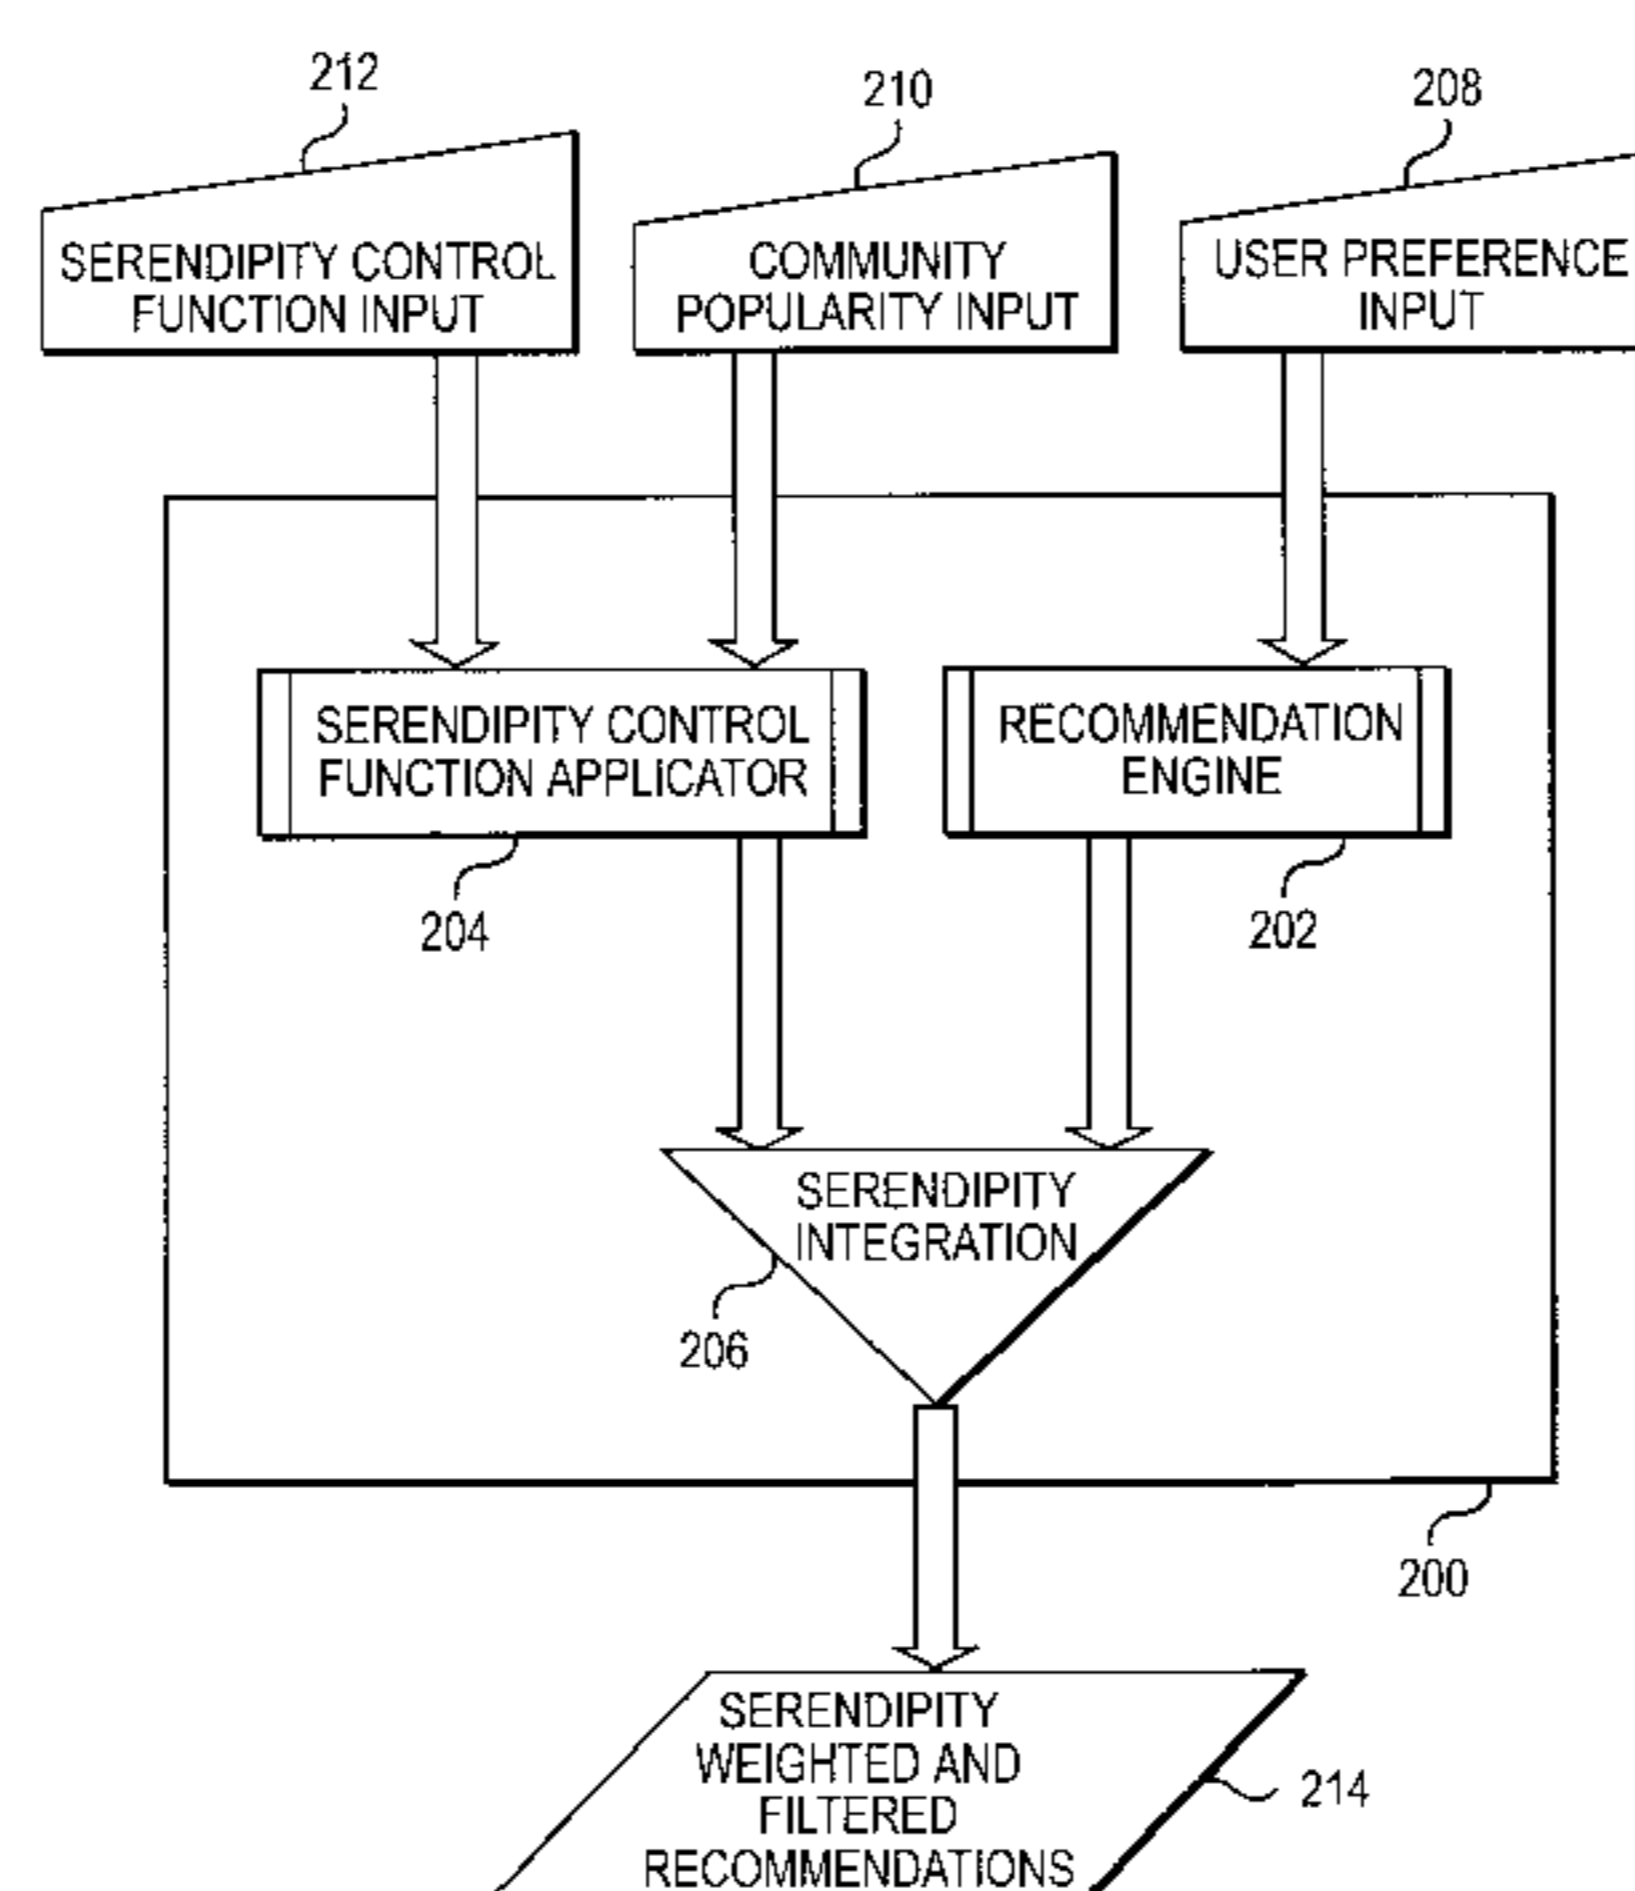 212
210
208
SERENDIPITY CONTROL
FUNCTION INPUT
COMMUNITY
POPULARITY INPUT
USER PREFERENCE
INPUT
SERENDIPITY CONTROL
FUNCTION APPLICATOR
RECOMMENDATION
ENGINE
204
202
SERENDIPITY
INTEGRATION
206
200
SERENDIPITY
WEIGHTED AND
FILTERED
RECOMMENDATIONS
214